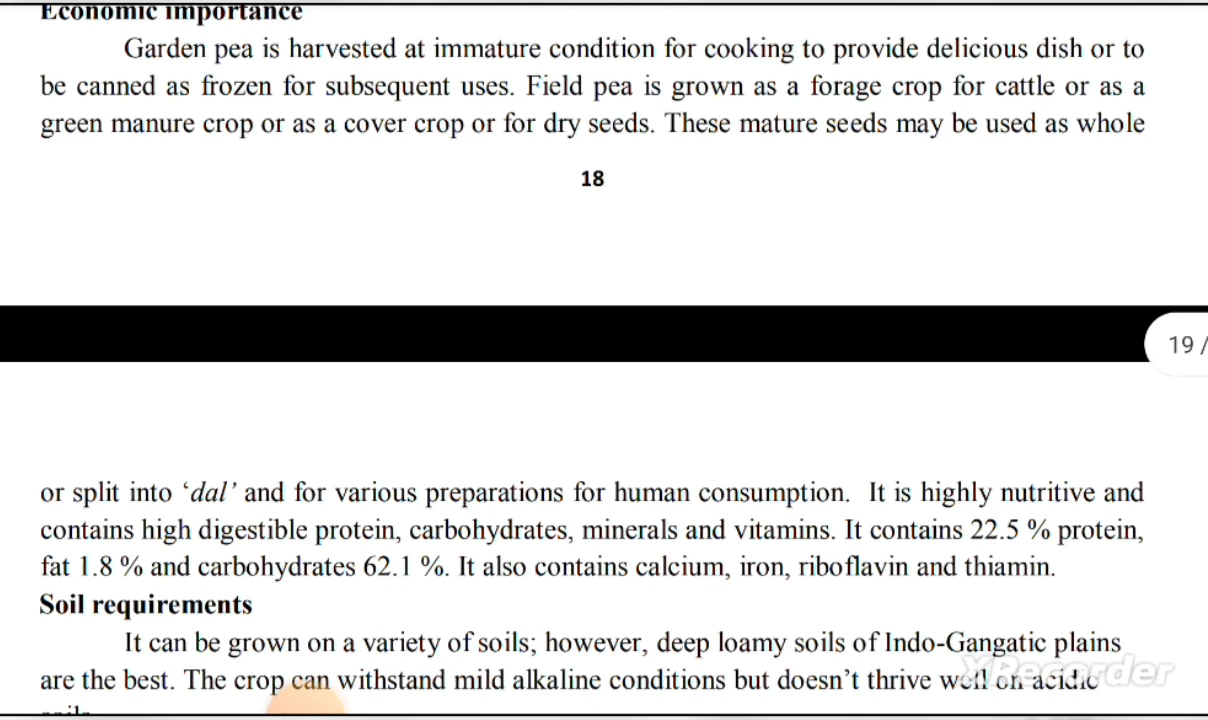 Economic importance
Garden pea is harvested at immature condition for cooking to provide delicious dish or to
be canned as frozen for subsequent uses. Field pea is grown as a forage crop for cattle or as a
green manure crop or as a cover crop or for dry seeds. These mature seeds may be used as whole
18
19 /
or split into ‘dal’ and for various preparations for human consumption. It is highly nutritive and
contains high digestible protein, carbohydrates, minerals and vitamins. It contains 22.5 % protein,
fat 1.8 % and carbohydrates 62.1 %. It also contains calcium, iron, riboflavin and thiamin.
Soil requirements
It can be grown on a variety of soils; however, deep loamy soils of Indo-Gangatic plains
are the best. The crop can withstand mild alkaline conditions but doesn’t thrive well on acidic
XRecorder